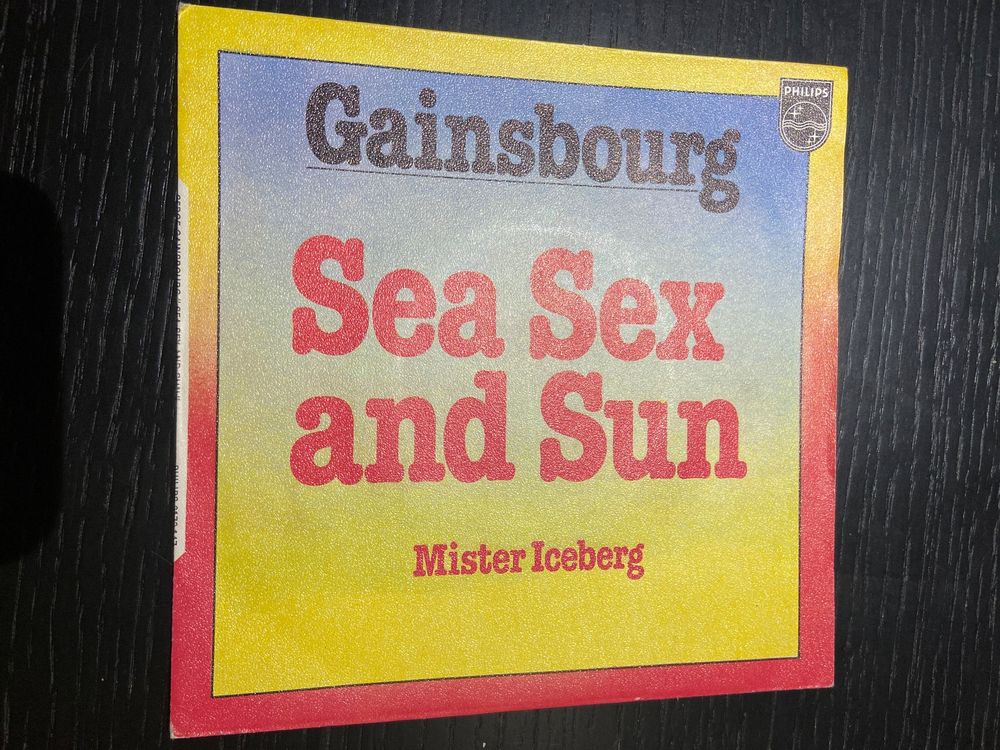 PHILIPS
Gainsbourg
Sea Sex
and Sun
Mister Iceberg